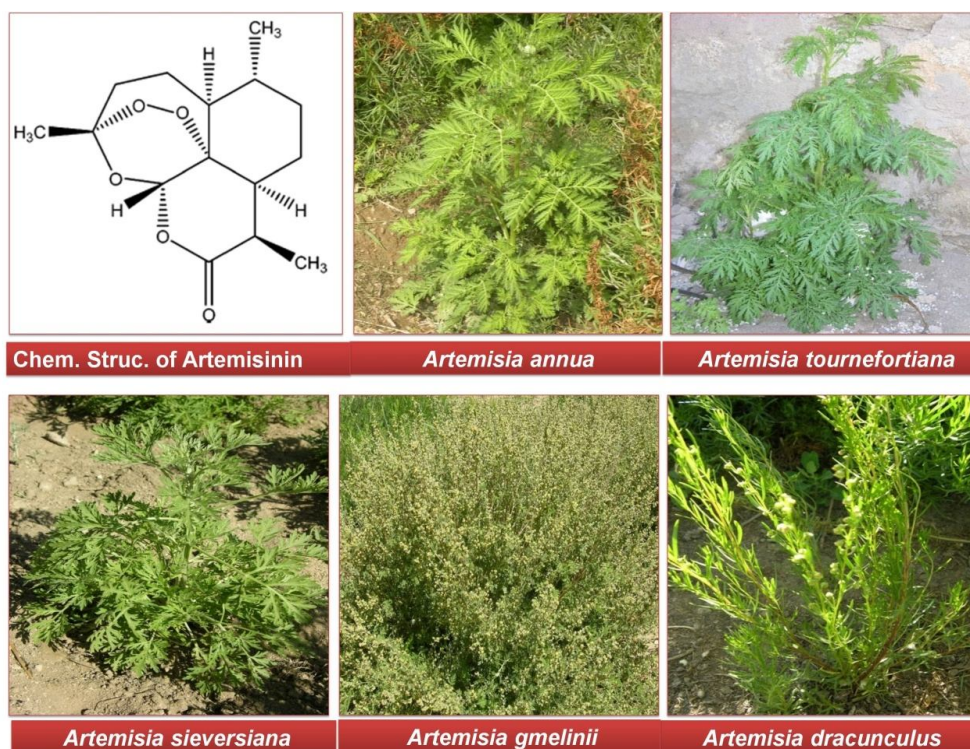 CH₃
H
O
O
H₃C
O
H
H
O
CH₃
O
Chem. Struc. of Artemisinin
Artemisia annua
Artemisia tournefortiana
Artemisia sieversiana
Artemisia gmelinii
Artemisia dracunculus